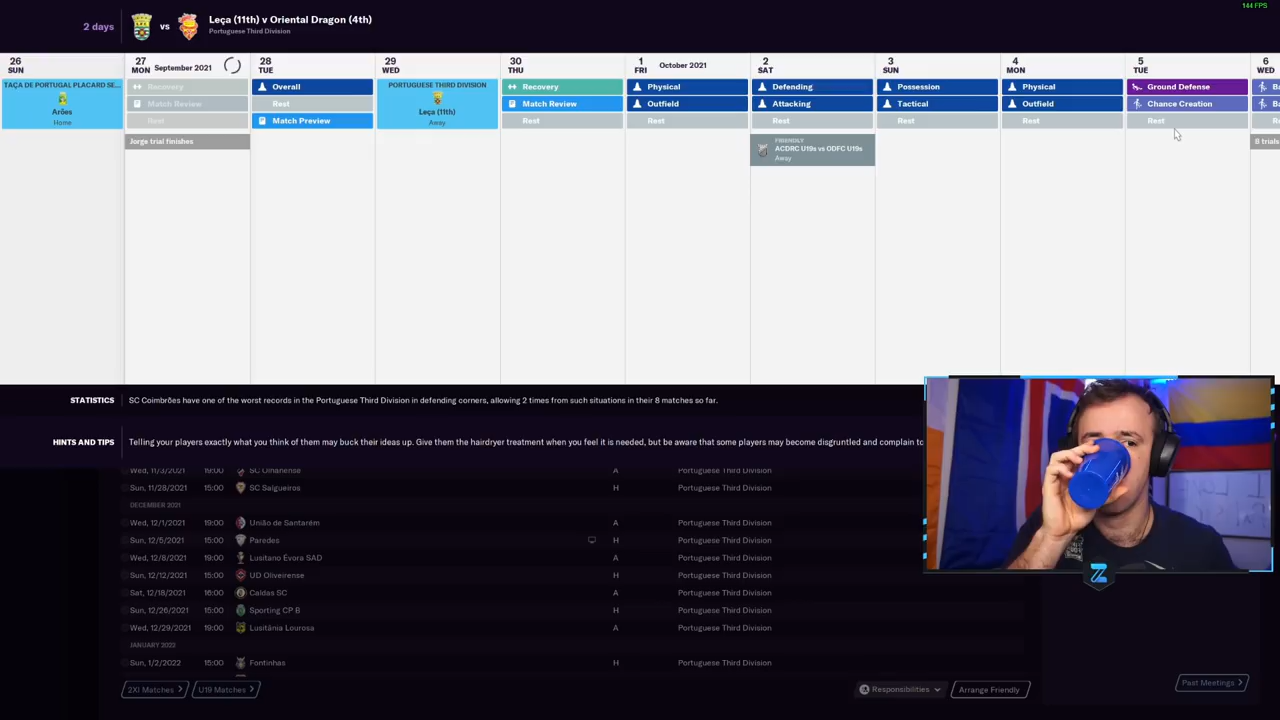 144 FPS
2 days
vs
Leça (11th) v Oriental Dragon (4th)
Portuguese Third Division
26
SUN
27
MON
September 2021
28
TUE
29
WED
30
THU
1
FRI
October 2021
2
SAT
3
SUN
4
MON
5
TUE
6
WED
TAÇA DE PORTUGAL PLACARD SE...
Arões
Home
Recovery
Match Review
Rest
Jorge trial finishes
Overall
Rest
Match Preview
PORTUGUESE THIRD DIVISION
Leça (11th)
Away
Recovery
Match Review
Rest
Physical
Outfield
Rest
Defending
Attacking
Rest
FRIENDLY
ACDRC U19s vs ODFC U19s
Away
Possession
Tactical
Rest
Physical
Outfield
Rest
Ground Defense
Chance Creation
Rest
8 trials
STATISTICS
SC Coimbrões have one of the worst records in the Portuguese Third Division in defending corners, allowing 2 times from such situations in their 8 matches so far.
HINTS AND TIPS
Telling your players exactly what you think of them may buck their ideas up. Give them the hairdryer treatment when you feel it is needed, but be aware that some players may become disgruntled and complain to
Wed, 11/3/2021 19:00 SC Olhanense A Portuguese Third Division
Sun, 11/28/2021 15:00 SC Salgueiros H Portuguese Third Division
DECEMBER 2021
Wed, 12/1/2021 19:00 União de Santarém A Portuguese Third Division
Sun, 12/5/2021 15:00 Paredes H Portuguese Third Division
Wed, 12/8/2021 19:00 Lusitano Évora SAD A Portuguese Third Division
Sun, 12/12/2021 15:00 UD Oliveirense H Portuguese Third Division
Sat, 12/18/2021 16:00 Caldas SC A Portuguese Third Division
Sun, 12/26/2021 15:00 Sporting CP B H Portuguese Third Division
Wed, 12/29/2021 19:00 Lusitânia Lourosa A Portuguese Third Division
JANUARY 2022
Sun, 1/2/2022 15:00 Fontinhas H Portuguese Third Division
2XI Matches
U19 Matches
Responsibilities
Arrange Friendly
Past Meetings